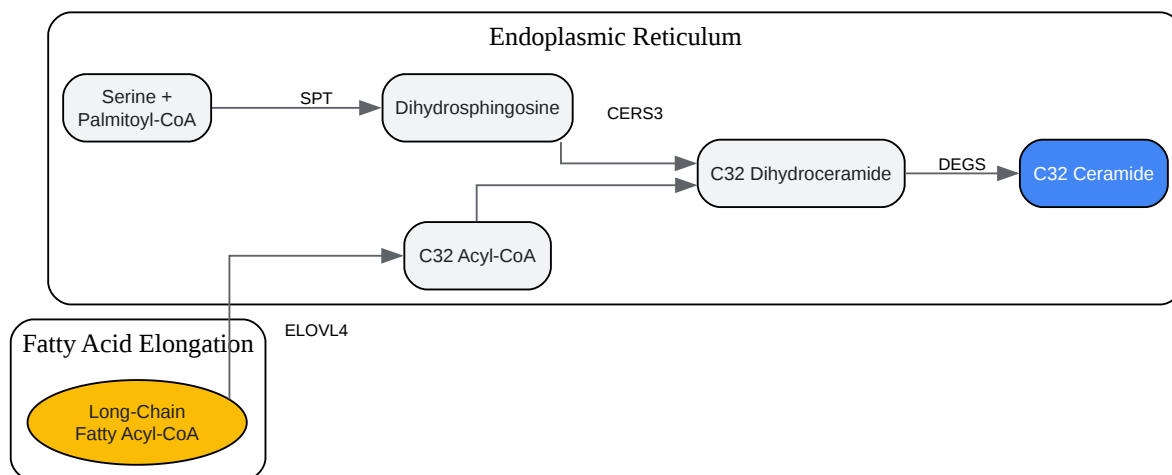 Endoplasmic Reticulum
Serine +
Palmitoyl-CoA
SPT
Dihydrosphingosine
CERS3
C32 Dihydroceramide
DEGS
C32 Ceramide
C32 Acyl-CoA
ELOVL4
Fatty Acid Elongation
Long-Chain
Fatty Acyl-CoA